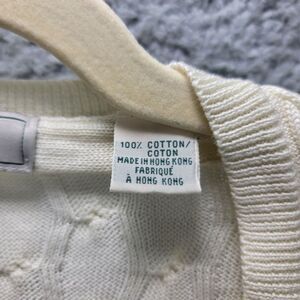 100% COTTON/
COTON
MADE IN HONG KONG
FABRIQUÉ
À HONG KONG